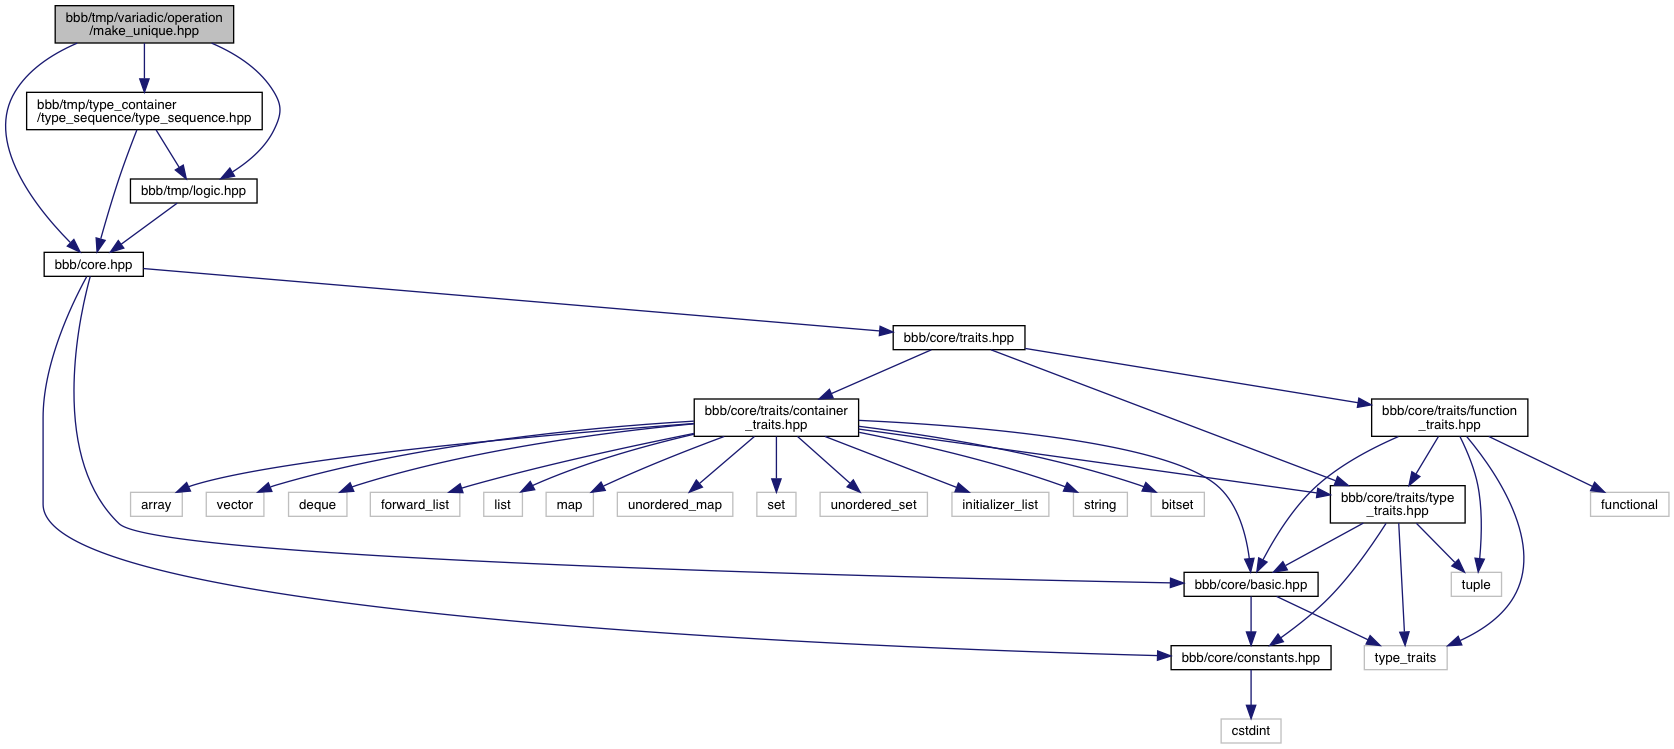 bbb/tmp/variadic/operation
/make_unique.hpp
bbb/tmp/type_container
/type_sequence/type_sequence.hpp
bbb/tmp/logic.hpp
bbb/core.hpp
bbb/core/traits.hpp
bbb/core/traits/container
_traits.hpp
bbb/core/traits/function
_traits.hpp
array
vector
deque
forward_list
list
map
unordered_map
set
unordered_set
initializer_list
string
bitset
bbb/core/traits/type
_traits.hpp
functional
bbb/core/basic.hpp
tuple
bbb/core/constants.hpp
type_traits
cstdint